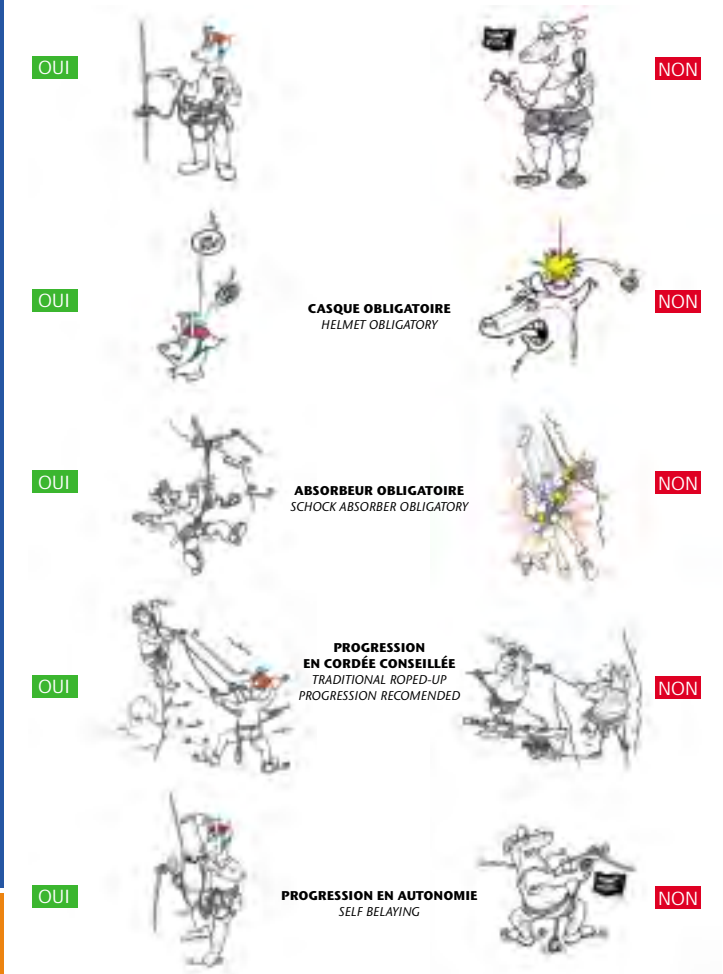 OUI
NON
OUI
CASQUE OBLIGATOIRE
HELMET OBLIGATORY
NON
OUI
ABSORBEUR OBLIGATOIRE
SCHOCK ABSORBER OBLIGATORY
NON
OUI
PROGRESSION
EN CORDÉE CONSEILLÉE
TRADITIONAL ROPED-UP
PROGRESSION RECOMENDED
NON
OUI
PROGRESSION EN AUTONOMIE
SELF BELAYING
NON